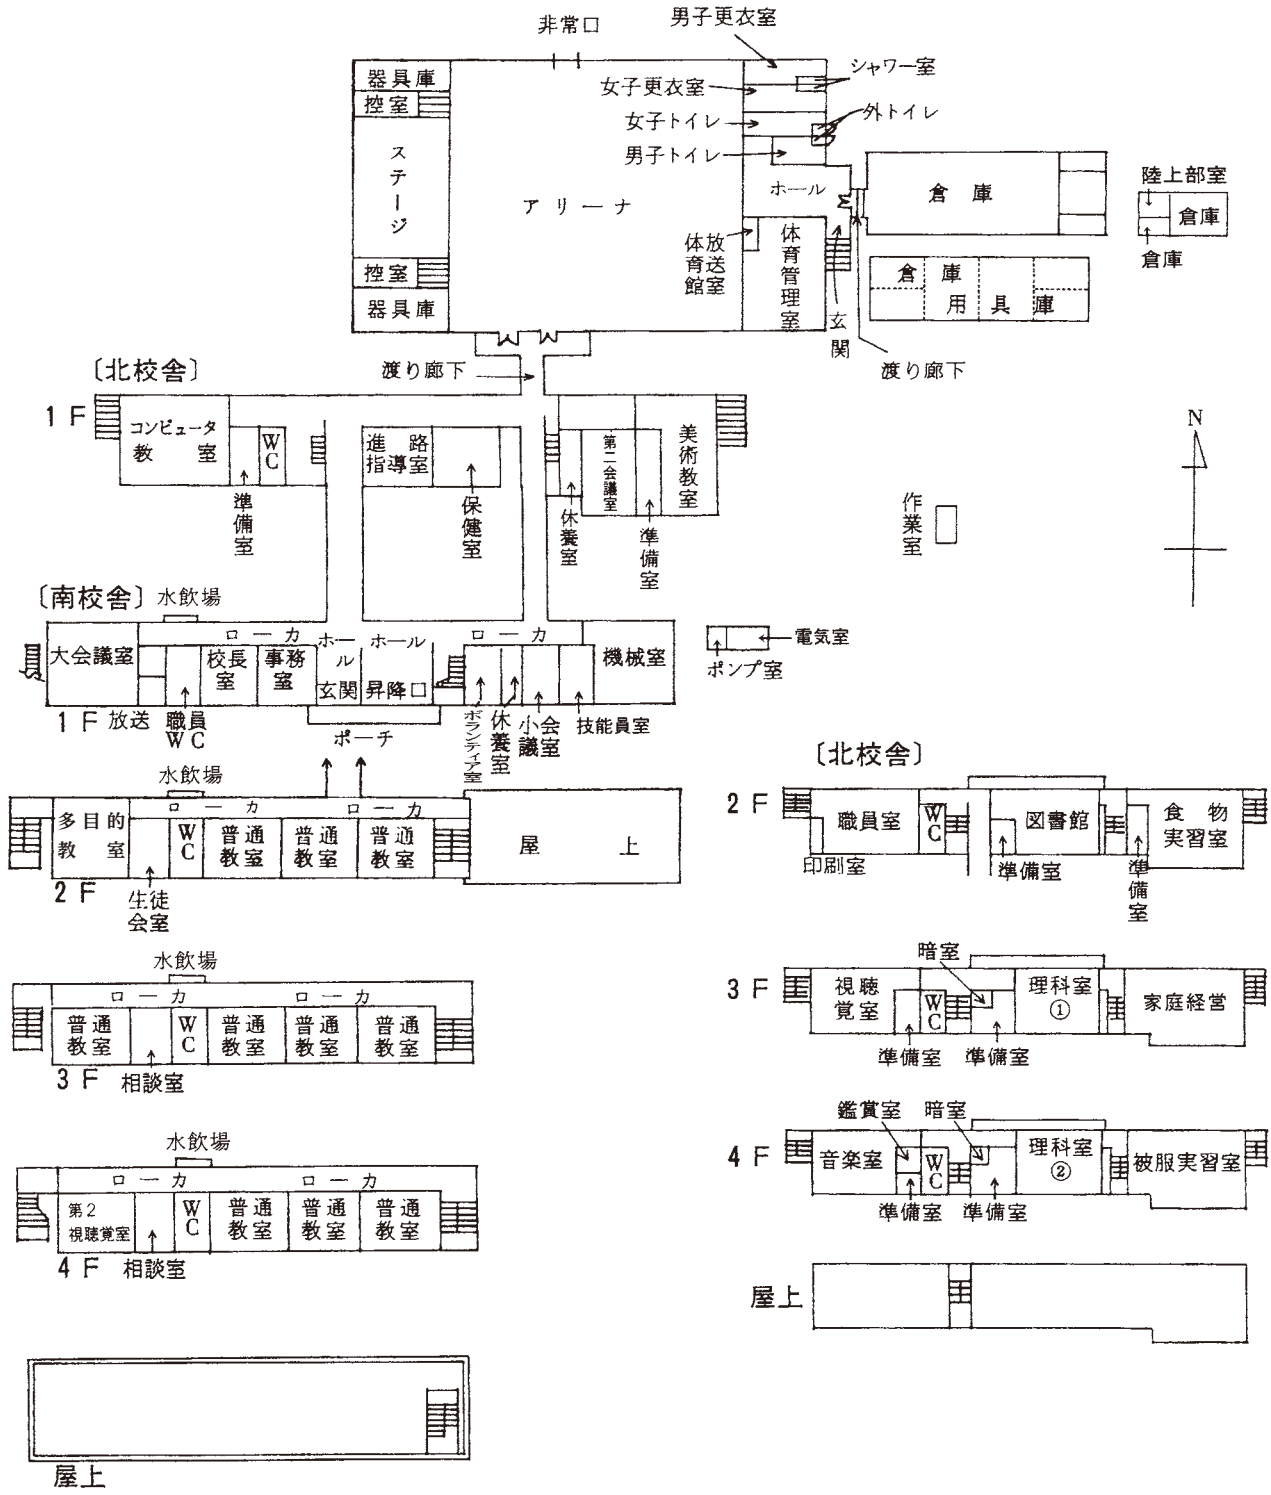 非常口
男子更衣室
器具庫
シャワー室
女子更衣室
控室
外トイレ
女子トイレ
男子トイレ
ステージ
アリーナ
ホール
倉庫
陸上部室
倉庫
倉庫
体育館
放送室
体育管理室
控室
器具庫
倉庫
用具庫
玄関
渡り廊下
渡り廊下
〔北校舎〕
1F
コンピュータ
教室
WC
準備室
進路
指導室
保健室
休養室
第二会議室
準備室
美術教室
作業室
N
〔南校舎〕
水飲場
ローカ
ホール
ホール
ローカ
大会議室
校長
室
事務
室
玄関
昇降口
機械室
電気室
ポンプ室
1F
放送
職員
WC
ポーチ
ボランティア室
休養室
小会
議室
技能員室
水飲場
ローカ
ローカ
多目的
教室
WC
普通
教室
普通
教室
普通
教室
屋上
2F
生徒
会室
水飲場
ローカ
ローカ
普通
教室
WC
普通
教室
普通
教室
普通
教室
3F
相談室
水飲場
ローカ
ローカ
第2
視聴覚室
WC
普通
教室
普通
教室
普通
教室
4F
相談室
屋上
〔北校舎〕
2F
職員室
WC
図書館
食物
実習室
印刷室
準備室
準備室
3F
暗室
視聴
覚室
WC
理科室
①
家庭経営
準備室
準備室
4F
鑑賞室
暗室
音楽室
WC
理科室
②
被服実習室
準備室
準備室
屋上